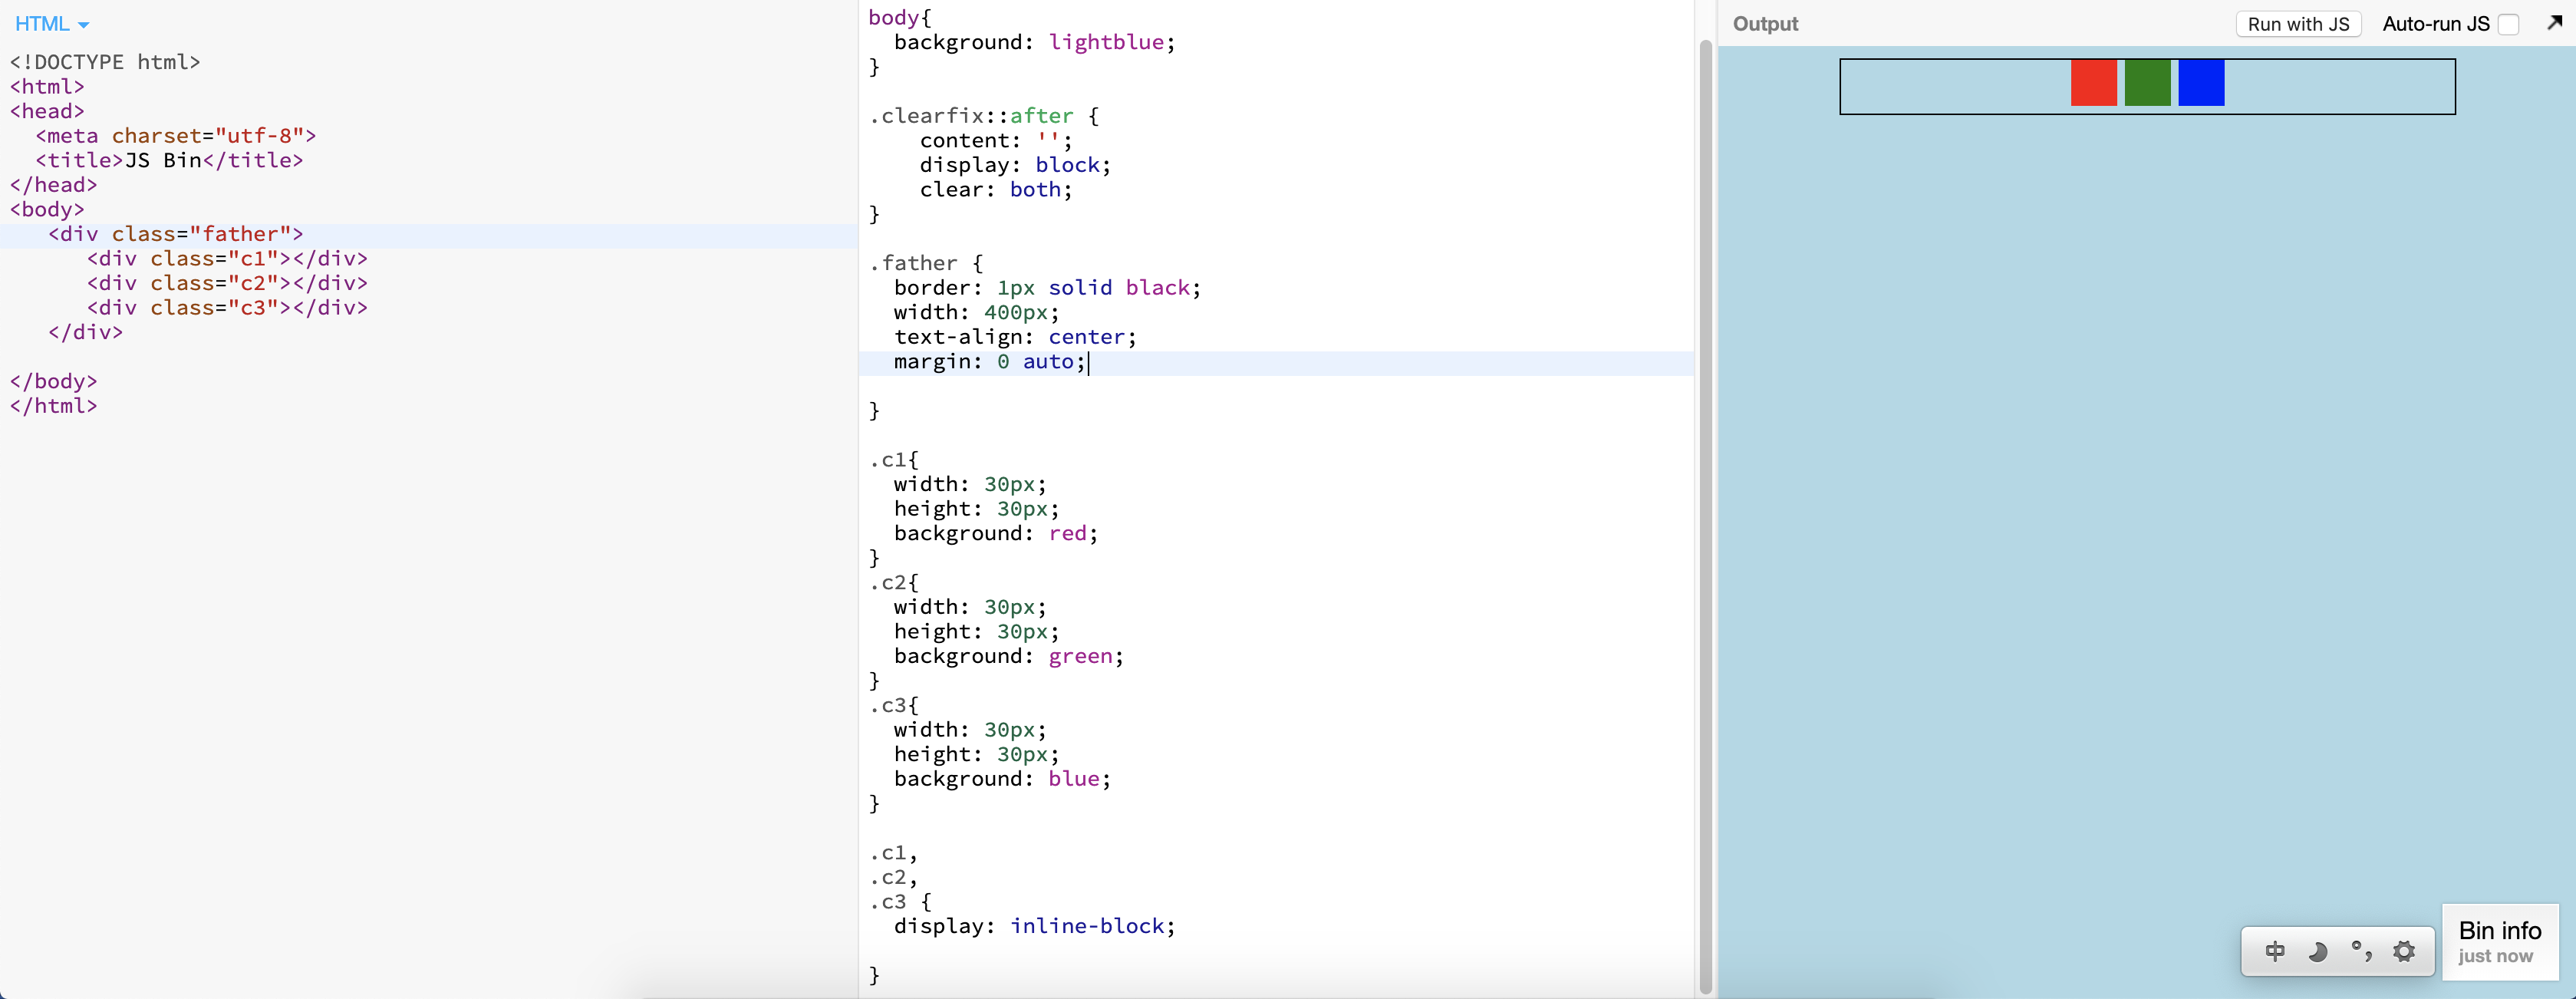 HTML
<!DOCTYPE html>
<html>
<head>
  <meta charset="utf-8">
  <title>JS Bin</title>
</head>
<body>
   <div class="father">
      <div class="c1"></div>
      <div class="c2"></div>
      <div class="c3"></div>
   </div>
</body>
</html>
body{
  background: lightblue;
}
.clearfix::after {
    content: '';
    display: block;
    clear: both;
}
.father {
  border: 1px solid black;
  width: 400px;
  text-align: center;
  margin: 0 auto;
}
.c1{
  width: 30px;
  height: 30px;
  background: red;
}
.c2{
  width: 30px;
  height: 30px;
  background: green;
}
.c3{
  width: 30px;
  height: 30px;
  background: blue;
}
.c1,
.c2,
.c3 {
  display: inline-block;
}
Output
Run with JS
Auto-run JS
中 °,
Bin info
just now